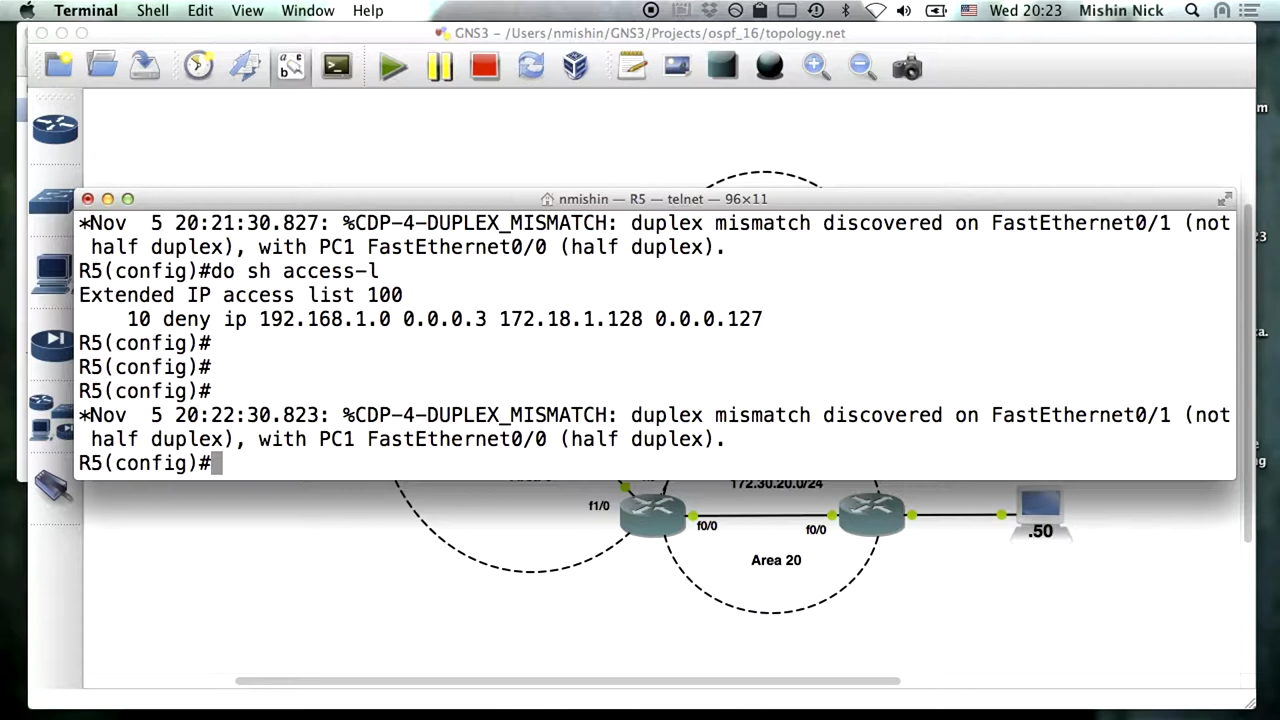 Terminal Shell Edit View Window Help Wed 20:23 Mishin Nick
GNS3 – /Users/nmishin/GNS3/Projects/ospf_16/topology.net
nmishin — R5 — telnet — 96×11
*Nov  5 20:21:30.827: %CDP-4-DUPLEX_MISMATCH: duplex mismatch discovered on FastEthernet0/1 (not
half duplex), with PC1 FastEthernet0/0 (half duplex).
R5(config)#do sh access-l
Extended IP access list 100
    10 deny ip 192.168.1.0 0.0.0.3 172.18.1.128 0.0.0.127
R5(config)#
R5(config)#
R5(config)#
*Nov  5 20:22:30.823: %CDP-4-DUPLEX_MISMATCH: duplex mismatch discovered on FastEthernet0/1 (not
half duplex), with PC1 FastEthernet0/0 (half duplex).
R5(config)#
172.30.20.0/24
f1/0
f0/0
f0/0
.50
Area 20